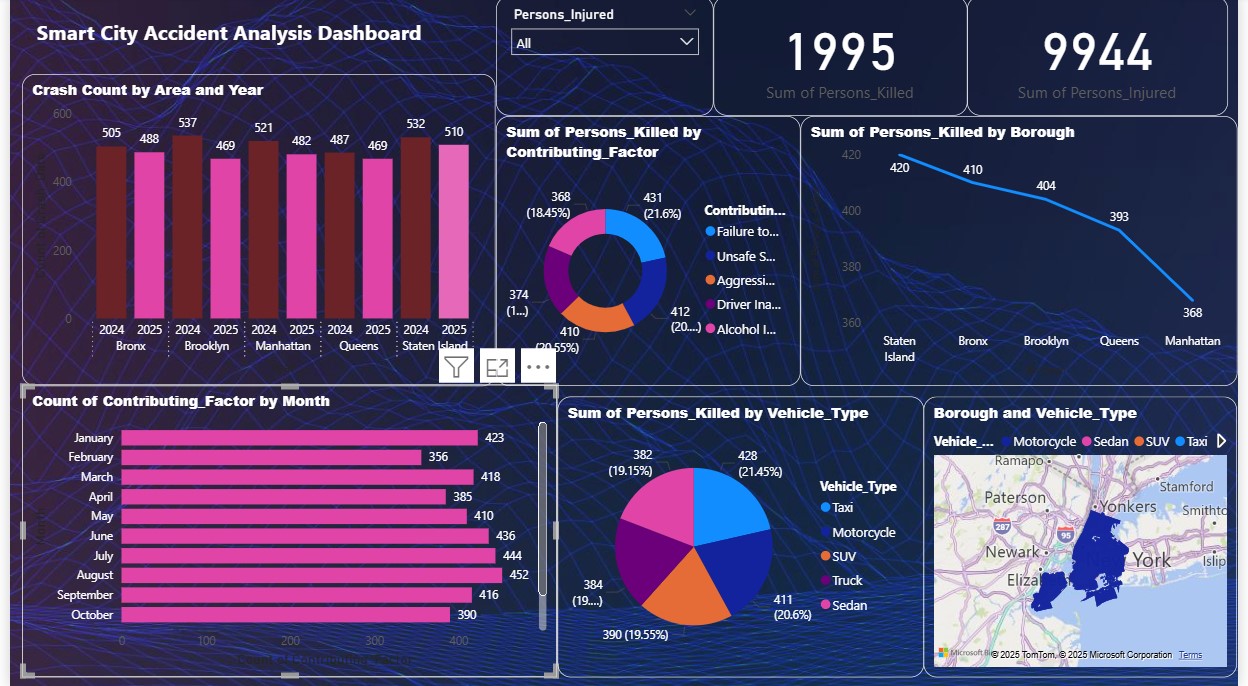 Smart City Accident Analysis Dashboard
Persons_Injured
All
1995
Sum of Persons_Killed
9944
Sum of Persons_Injured
Crash Count by Area and Year
600
400
200
0
505
488
537
469
521
482
487
469
532
510
2024 2025 2024 2025 2024 2025 2024 2025 2024 2025
Bronx Brooklyn Manhattan Queens Staten Island
Sum of Persons_Killed by
Contributing_Factor
368
(18.45%)
431
(21.6%)
374
(1...)
410
(20.55%)
412
(20....)
Contributin...
Failure to...
Unsafe S...
Aggressi...
Driver Ina...
Alcohol I...
Sum of Persons_Killed by Borough
420
400
380
360
420
410
404
393
368
Staten
Island
Bronx
Brooklyn
Queens
Manhattan
Count of Contributing_Factor by Month
January 423
February 356
March 418
April 385
May 410
June 436
July 444
August 452
September 416
October 390
0 100 200 300 400
Sum of Persons_Killed by Vehicle_Type
382
(19.15%)
428
(21.45%)
384
(19....)
411
(20.6%)
390 (19.55%)
Vehicle_Type
Taxi
Motorcycle
SUV
Truck
Sedan
Borough and Vehicle_Type
Vehicle_... Motorcycle Sedan SUV Taxi
Ramapo
Stamford
Paterson
Yonkers
Smithto
287
95
Newark
York
Islip
Eliza
Microsoft Bi
© 2025 TomTom, © 2025 Microsoft Corporation Terms